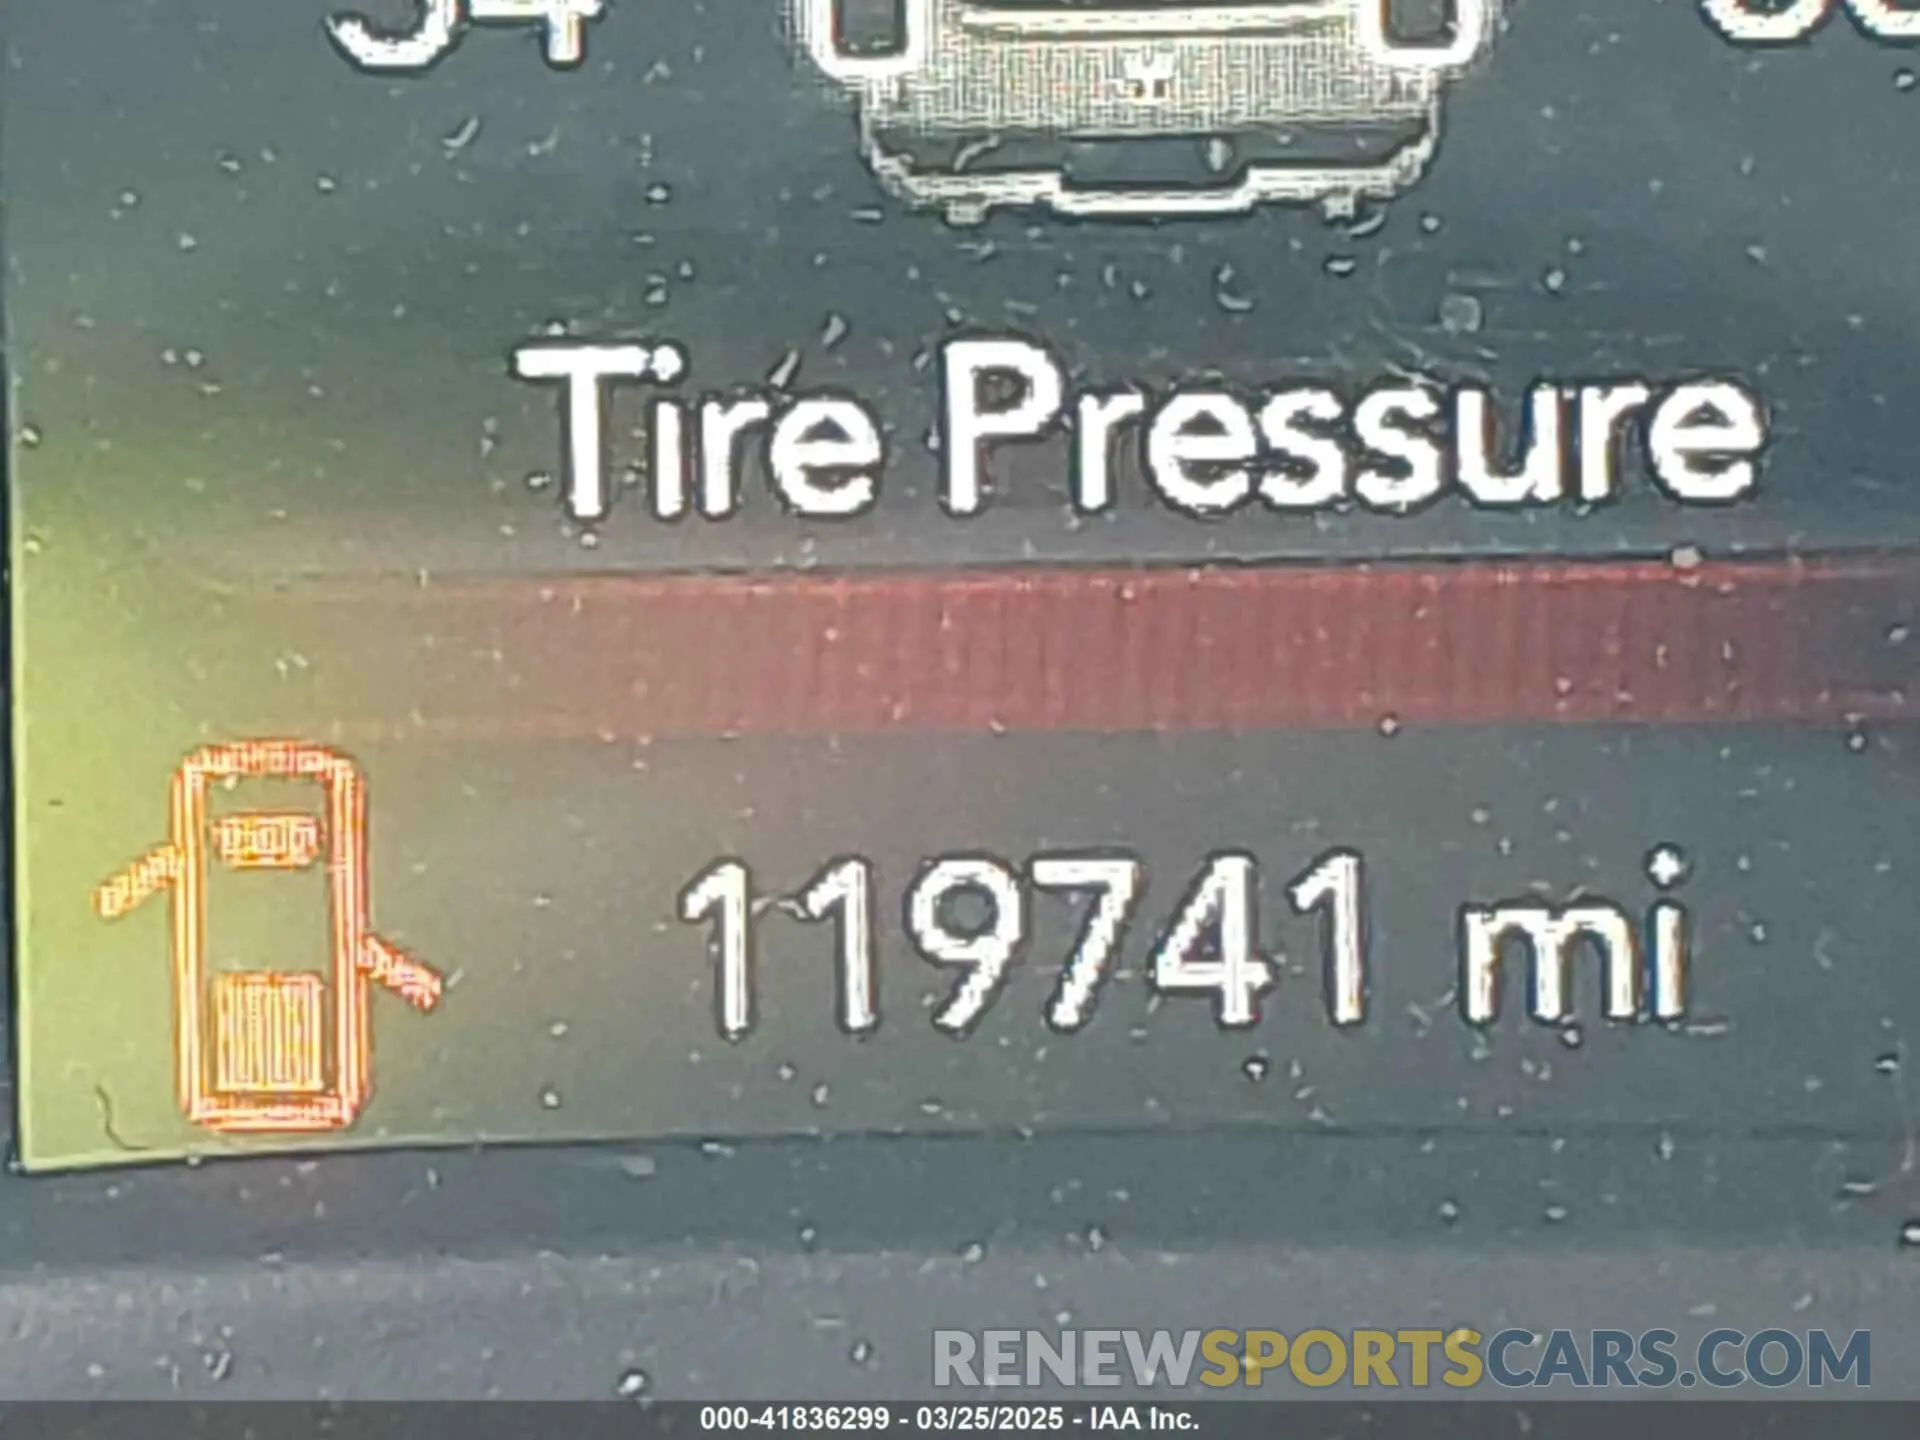 Tire Pressure
119741 mi
RENEWSPORTSCARS.COM
000-41836299 - 03/25/2025 - IAA Inc.